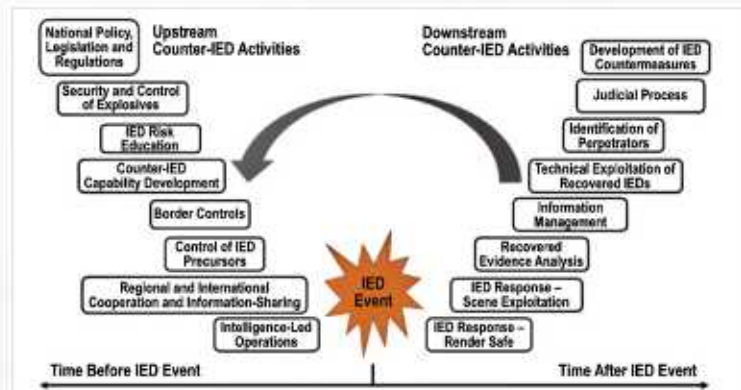 National Policy,
Legislation and
Regulations
Upstream
Counter-IED Activities
Security and Control
of Explosives
IED Risk
Education
Counter-IED
Capability Development
Border Controls
Control of IED
Precursors
Regional and International
Cooperation and Information-Sharing
Intelligence-Led
Operations
IED
Event
Downstream
Counter-IED Activities
Development of IED
Countermeasures
Judicial Process
Identification of
Perpetrators
Technical Exploitation of
Recovered IEDs
Information
Management
Recovered
Evidence Analysis
IED Response –
Scene Exploitation
IED Response –
Render Safe
Time Before IED Event
Time After IED Event